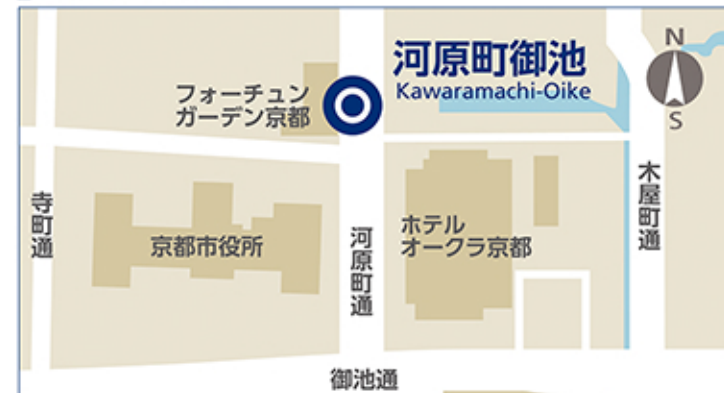 河原町御池
Kawaramachi-Oike
N
S
フォーチュン
ガーデン京都
寺町通
京都市役所
河原町通
ホテル
オークラ京都
木屋町通
御池通